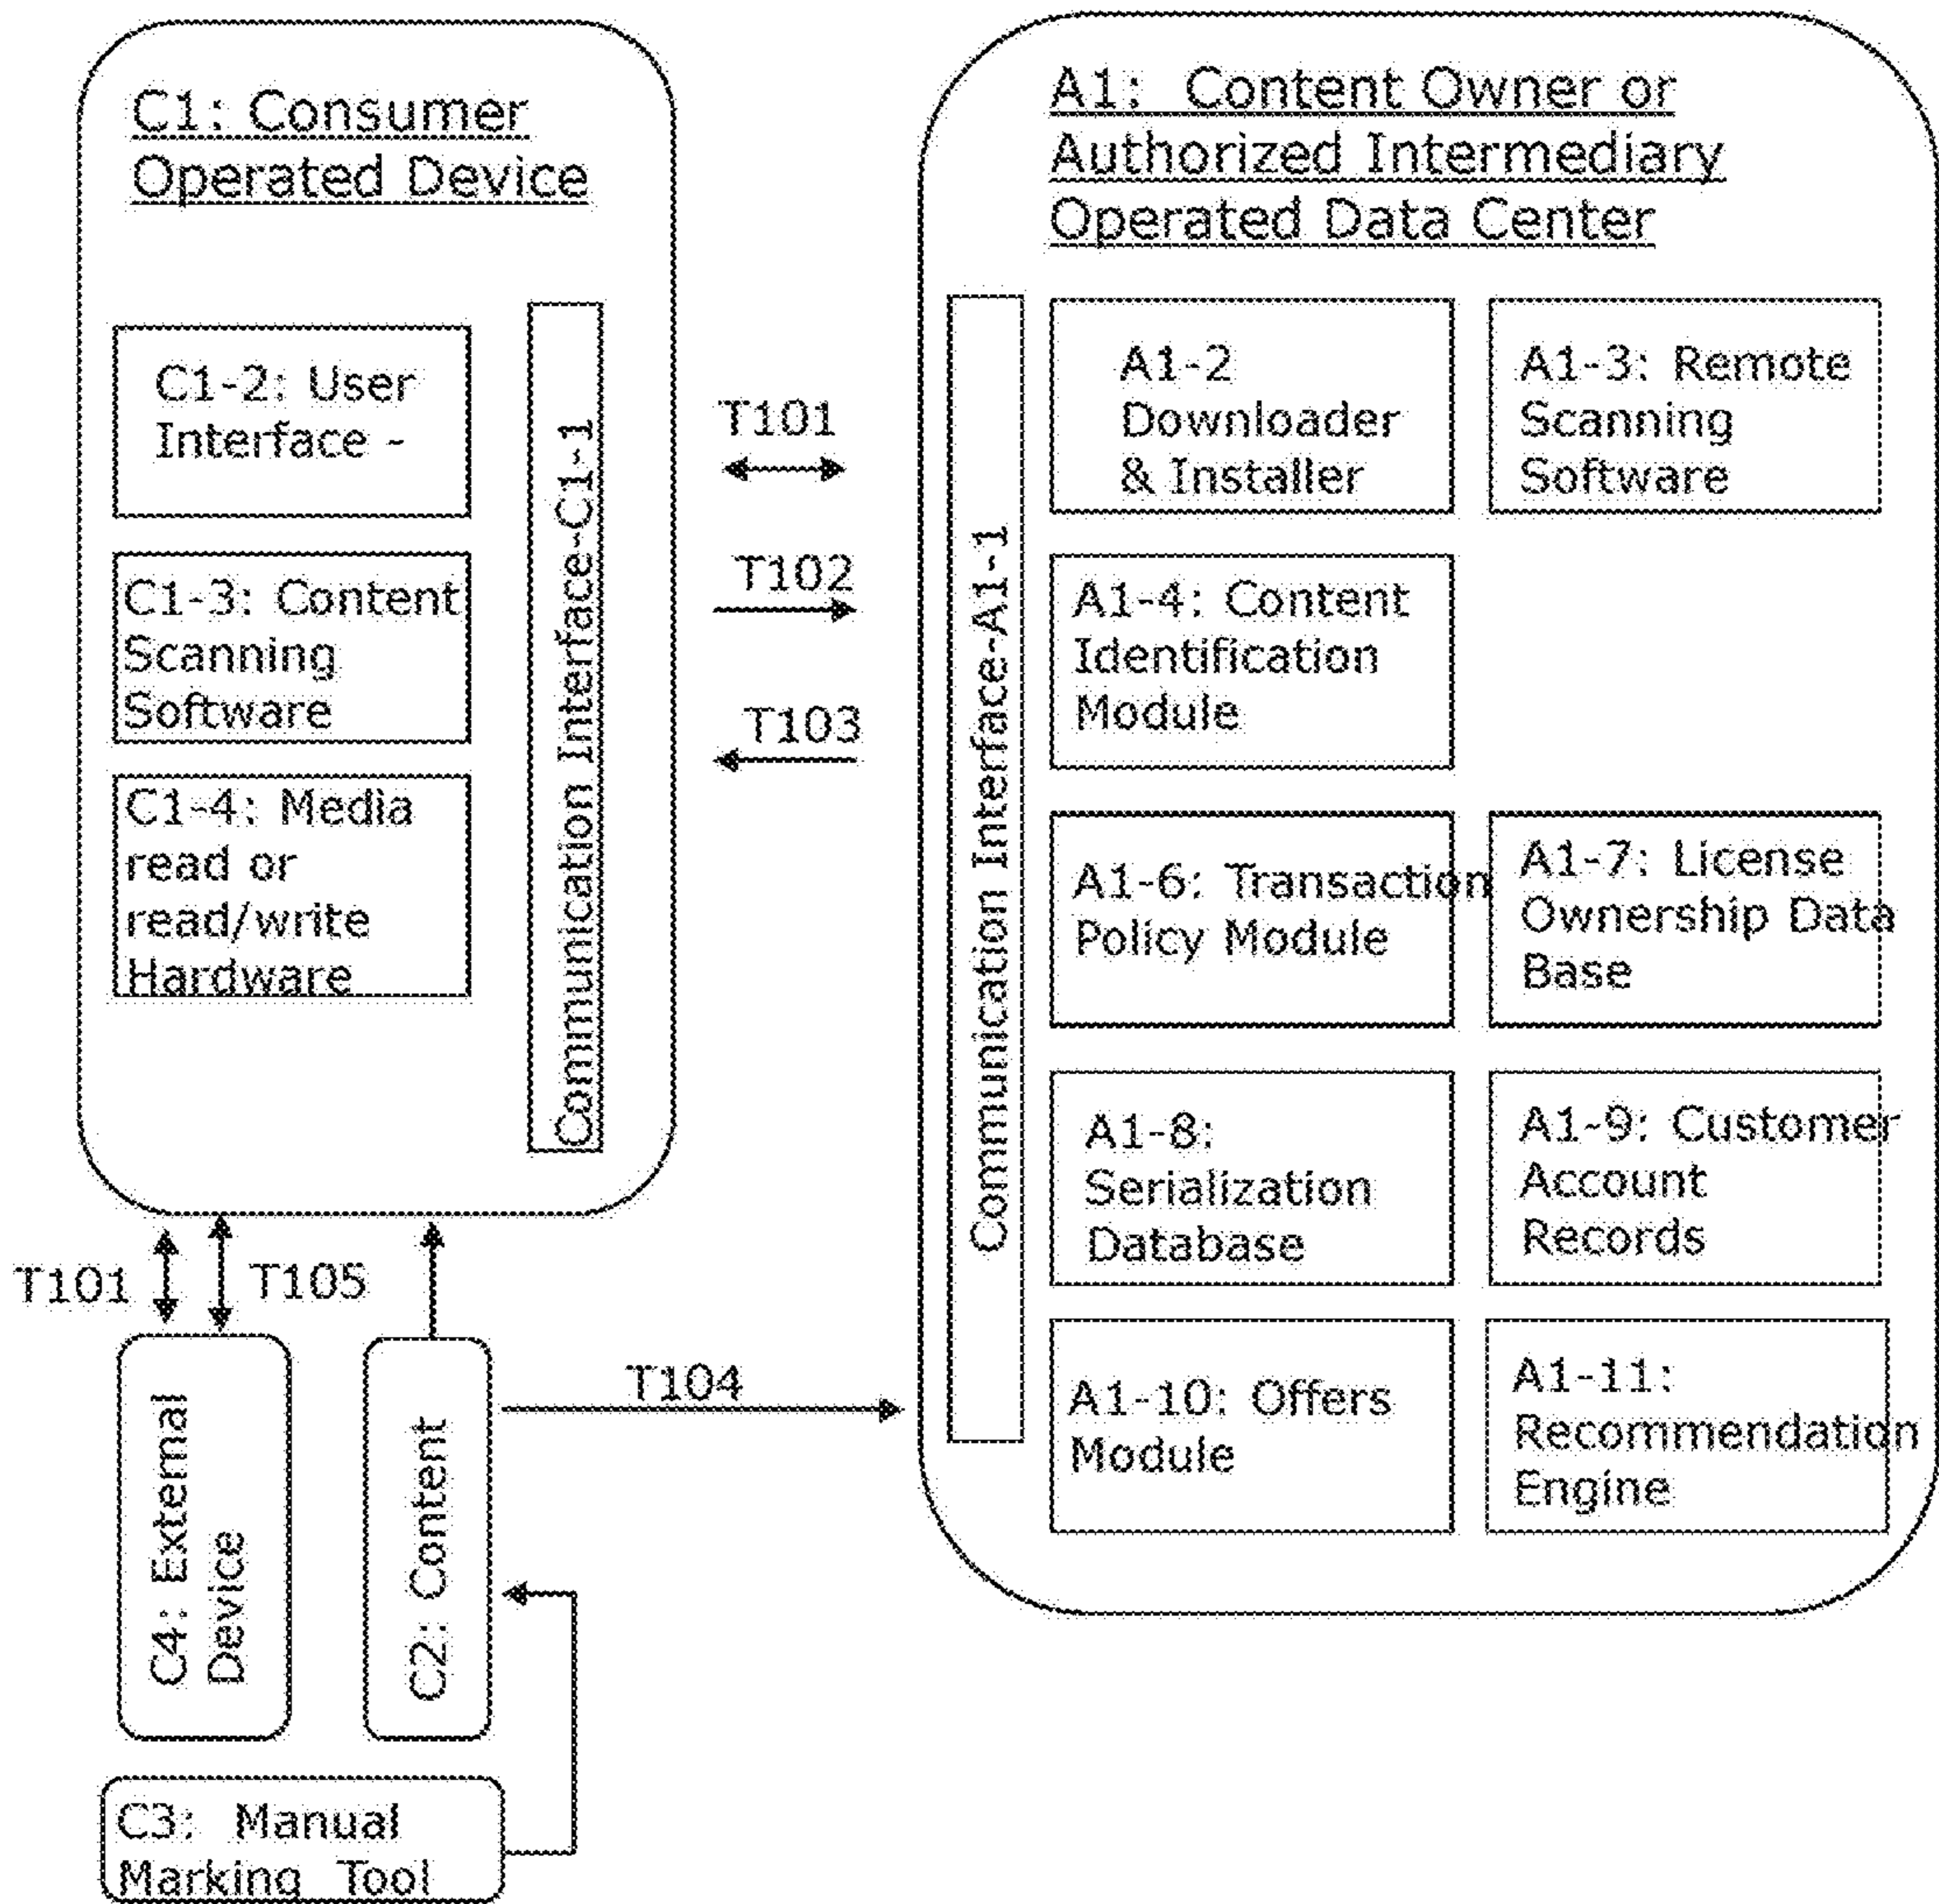 C1: Consumer
Operated Device
C1-2: User
Interface -
C1-3: Content
Scanning
Software
C1-4: Media
read or
read/write
Hardware
Communication Interface-C1-1
T101
T102
T103
A1: Content Owner or
Authorized Intermediary
Operated Data Center
Communication Interface-A1-1
A1-2
Downloader
& Installer
A1-3: Remote
Scanning
Software
A1-4: Content
Identification
Module
A1-6: Transaction
Policy Module
A1-7: License
Ownership Data
Base
A1-8:
Serialization
Database
A1-9: Customer
Account
Records
A1-10: Offers
Module
A1-11:
Recommendation
Engine
T101
T105
T104
C4: External
Device
C2: Content
C3: Manual
Marking Tool